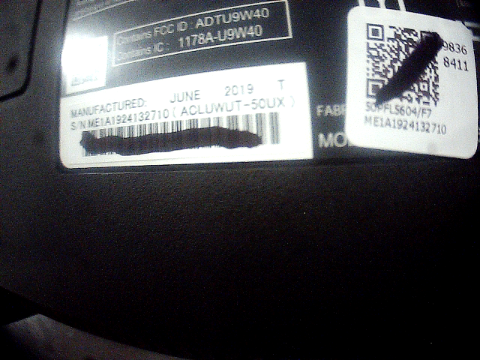 Contains FCC ID : ADTU9W40
Contains IC : 1178A-U9W40
MANUFACTURED: JUNE 2019 T
S/N ME1A1924132710 ( ACLUWUT-50UX )
FABR
MO
9836
8411
50PFL5604/F7
ME1A1924132710